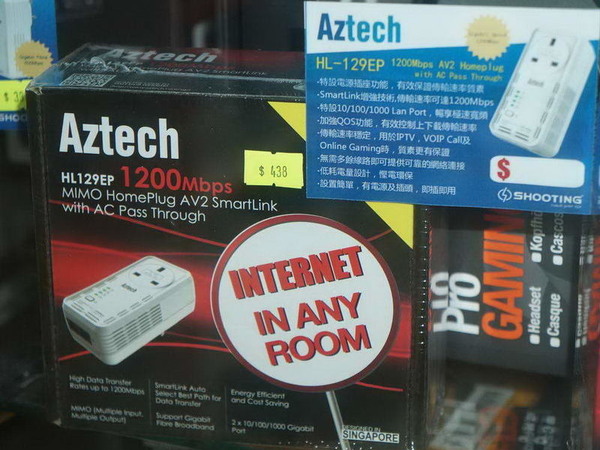 Aztech
HL-129EP 1200Mbps AV2 Homeplug
with AC Pass Through
‧特設電源插座功能，有效保證傳輸速率質素
‧SmartLink增強技術,傳輸速率可達1200Mbps
‧特設10/100/1000 Lan Port，暢享極速寬頻
‧加強QOS功能，有效控制上下載傳輸速率
‧傳輸速率穩定，用於IPTV，VOIP Call及
Online Gaming時，質素更有保證
‧無需多餘線路即可提供可靠的網絡連接
‧低耗電量設計，慳電環保
‧設置簡單，有電源及插頭，即插即用
$
SHOOTING
Aztech
$ 438
HL129EP 1200Mbps
MIMO HomePlug AV2 SmartLink
with AC Pass Through
INTERNET
IN ANY
ROOM
High Data Transfer
Rates up to 1200Mbps
MIMO (Multiple Input,
Multiple Output)
SmartLink Auto
Select Best Path for
Data Transfer
Support Gigabit
Fibre Broadband
Energy Efficient
and Cost Saving
2 x 10/100/1000 Gigabit
Port
DESIGNED IN
SINGAPORE
PRO
GAMIN
Headset
Casque